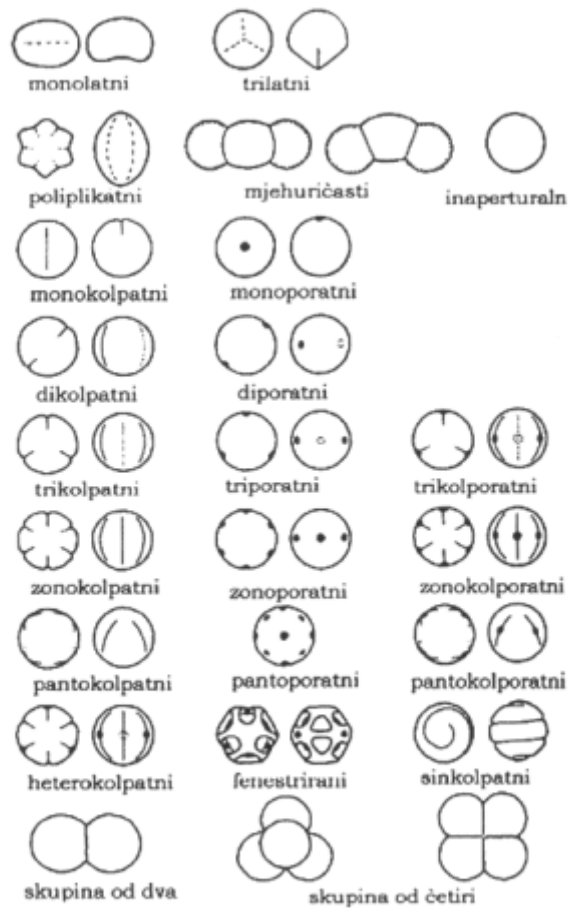 monolatni trilatni
poliplikatni mjehuričasti inaperturaln
monokolpatni monoporatni
dikolpatni diporatni
trikolpatni triporatni trikolporatni
zonokolpatni zonoporatni zonokolporatni
pantokolpatni pantoporatni pantokolporatni
heterokolpatni fenestrirani sinkolpatni
skupina od dva skupina od četiri